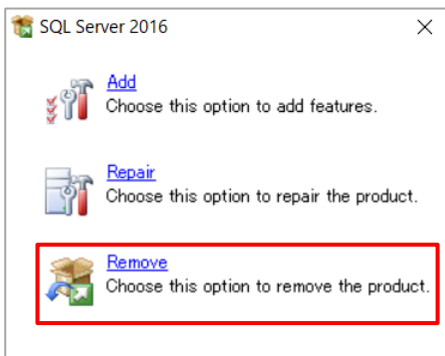 SQL Server 2016
Add
Choose this option to add features.
Repair
Choose this option to repair the product.
Remove
Choose this option to remove the product.